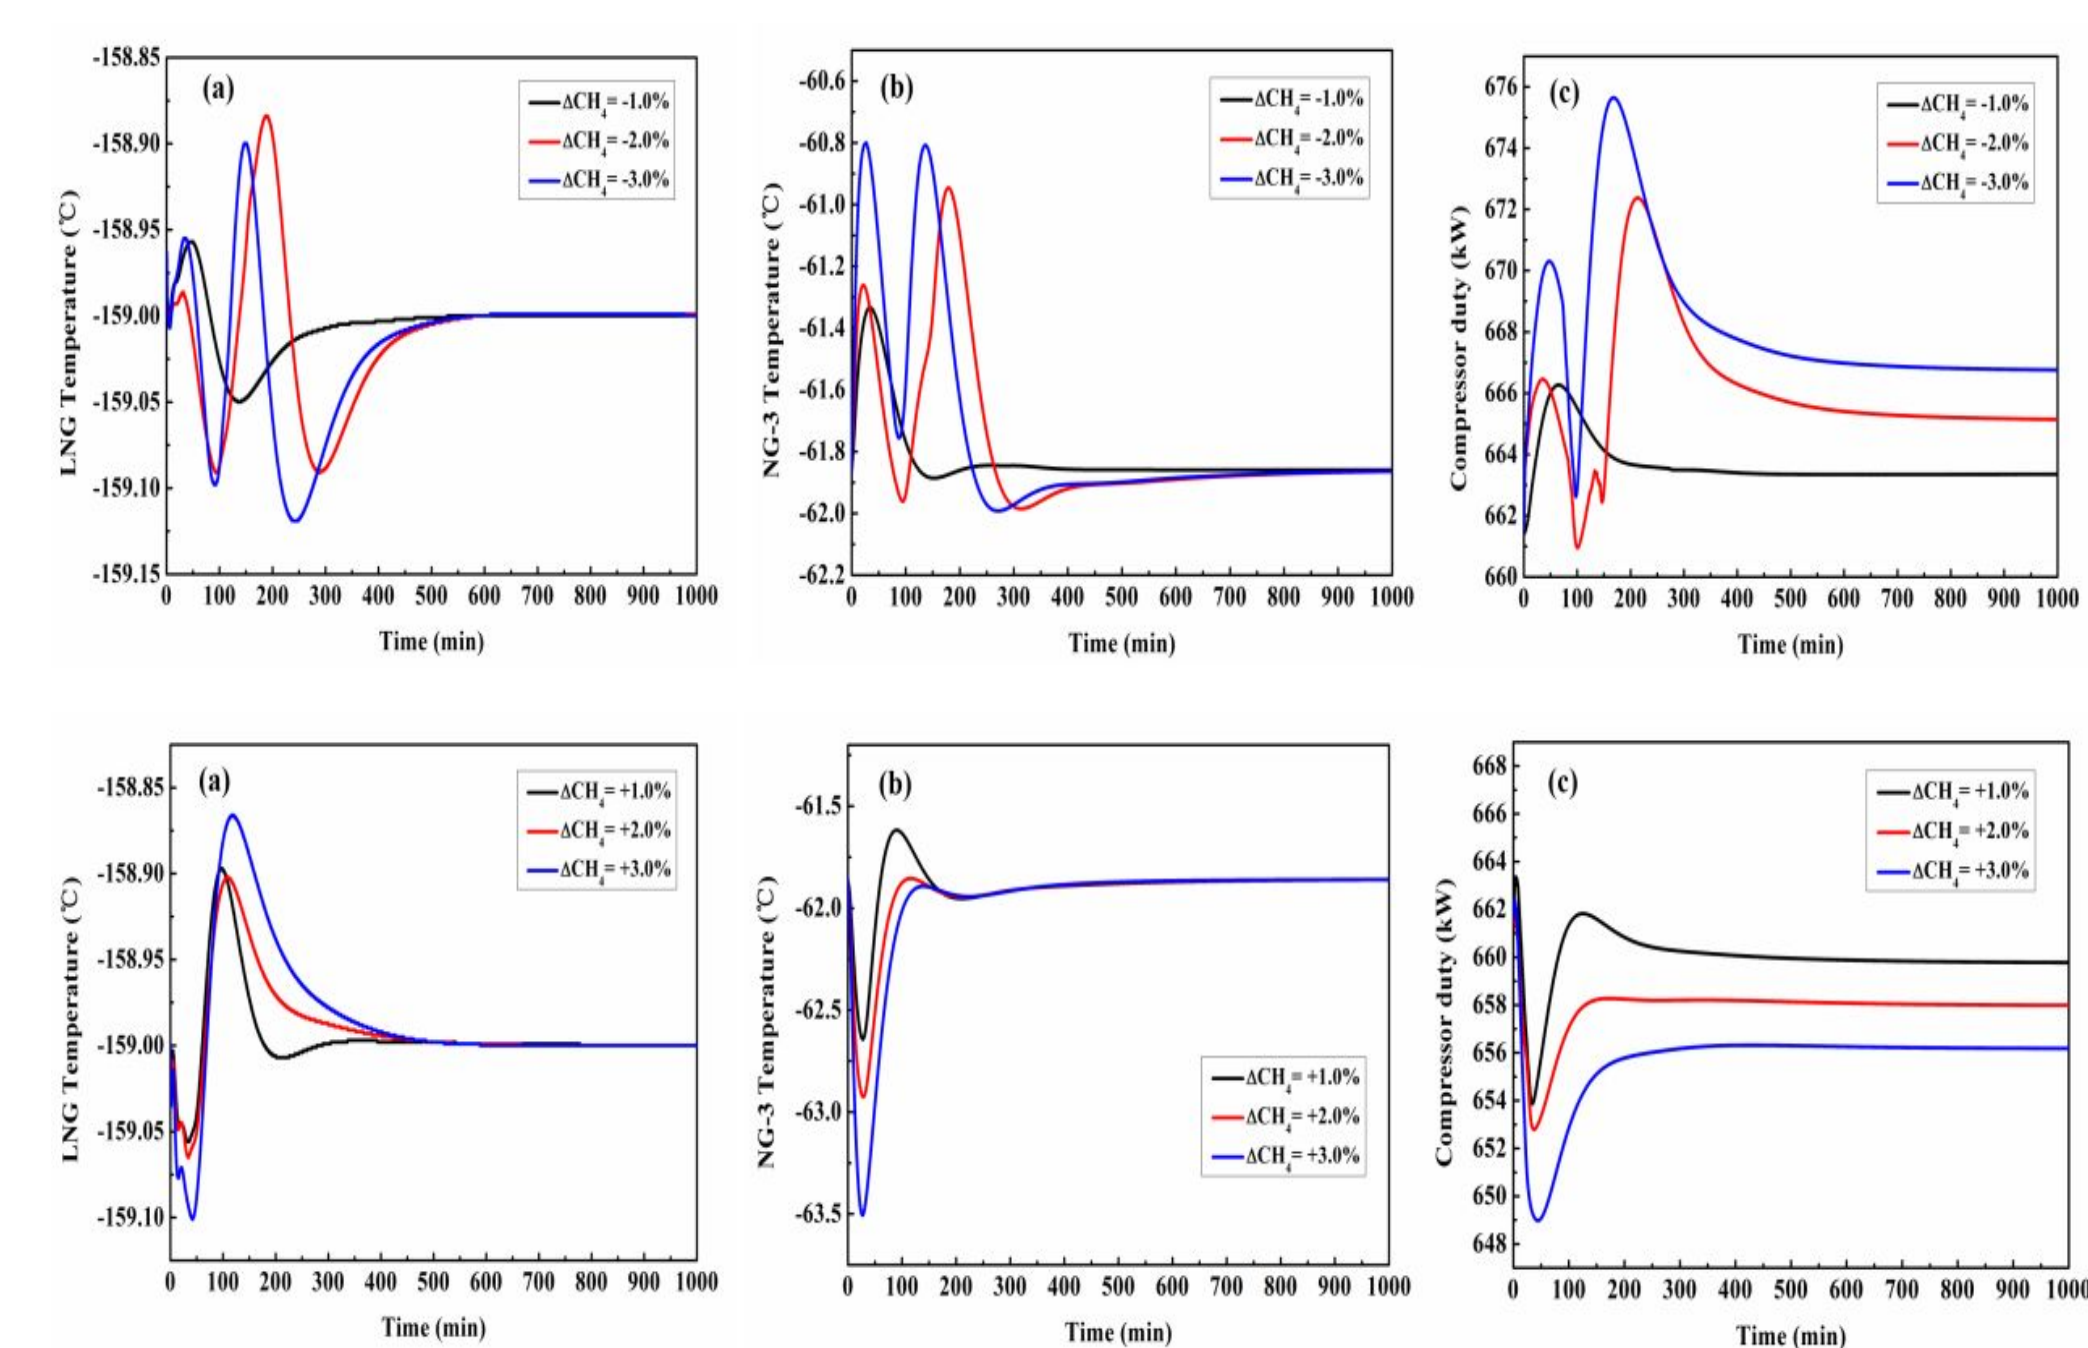 (a)
ΔCH4= -1.0%
ΔCH4= -2.0%
ΔCH4= -3.0%
LNG Temperature (℃)
-158.85
-158.90
-158.95
-159.00
-159.05
-159.10
-159.15
0 100 200 300 400 500 600 700 800 900 1000
Time (min)
(b)
ΔCH4= -1.0%
ΔCH4= -2.0%
ΔCH4= -3.0%
NG-3 Temperature (℃)
-60.6
-60.8
-61.0
-61.2
-61.4
-61.6
-61.8
-62.0
-62.2
0 100 200 300 400 500 600 700 800 900 1000
Time (min)
(c)
ΔCH4= -1.0%
ΔCH4= -2.0%
ΔCH4= -3.0%
Compressor duty (kW)
676
674
672
670
668
666
664
662
660
0 100 200 300 400 500 600 700 800 900 1000
Time (min)
(a)
ΔCH4= +1.0%
ΔCH4= +2.0%
ΔCH4= +3.0%
LNG Temperature (℃)
-158.85
-158.90
-158.95
-159.00
-159.05
-159.10
0 100 200 300 400 500 600 700 800 900 1000
Time (min)
(b)
ΔCH4= +1.0%
ΔCH4= +2.0%
ΔCH4= +3.0%
NG-3 Temperature (℃)
-61.5
-62.0
-62.5
-63.0
-63.5
0 100 200 300 400 500 600 700 800 900 1000
Time (min)
(c)
ΔCH4= +1.0%
ΔCH4= +2.0%
ΔCH4= +3.0%
Compressor duty (kW)
668
666
664
662
660
658
656
654
652
650
648
0 100 200 300 400 500 600 700 800 900 1000
Time (min)